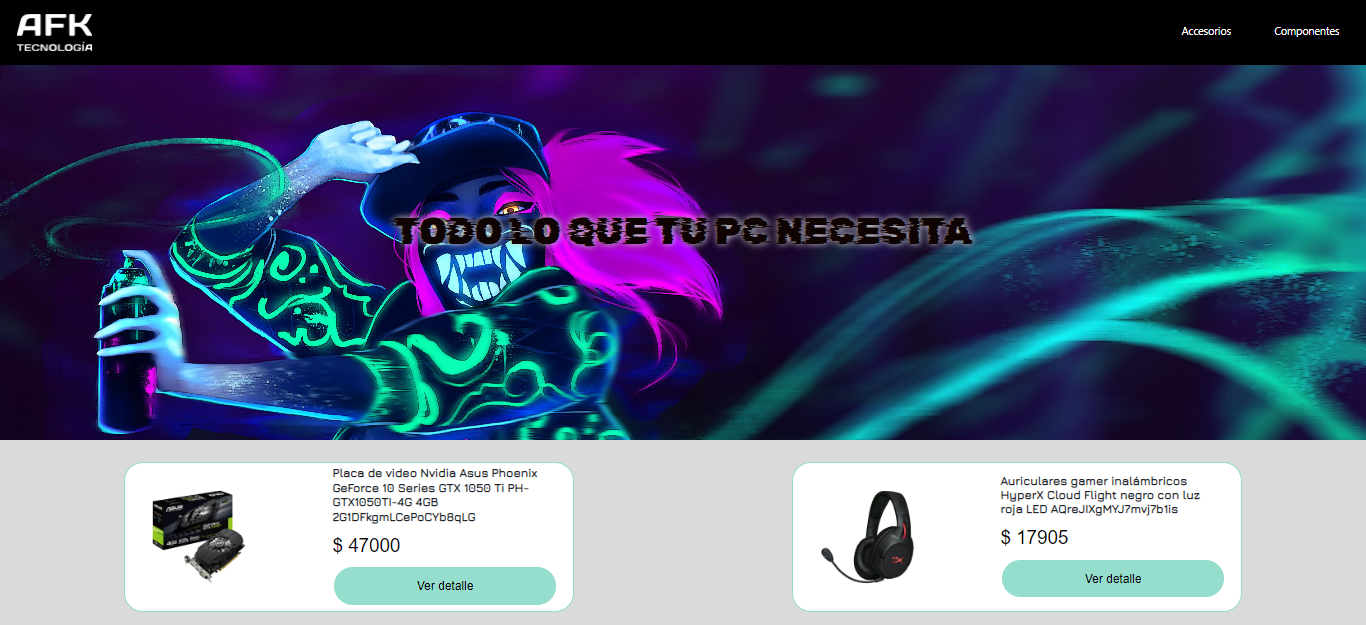 AFK
TECNOLOGÍA
Accesorios
Componentes
TODO LO QUE TU PC NECESITA
Placa de video Nvidia Asus Phoenix
GeForce 10 Series GTX 1050 Ti PH-
GTX1050TI-4G 4GB
2G1DFkgmLCePoCYb8qLG
$ 47000
Ver detalle
Auriculares gamer inalámbricos
HyperX Cloud Flight negro con luz
roja LED AQreJIXgMYJ7mvj7b1is
$ 17905
Ver detalle